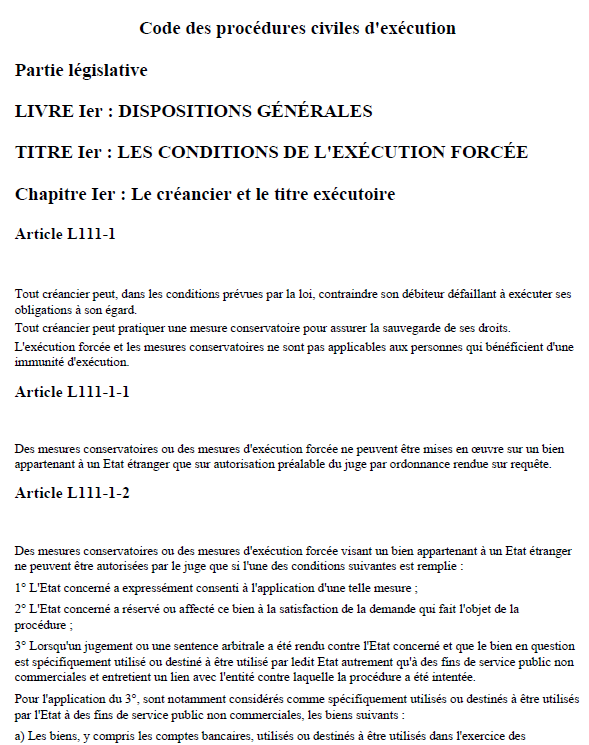 Code des procédures civiles d'exécution
Partie législative
LIVRE Ier : DISPOSITIONS GÉNÉRALES
TITRE Ier : LES CONDITIONS DE L'EXÉCUTION FORCÉE
Chapitre Ier : Le créancier et le titre exécutoire
Article L111-1
Tout créancier peut, dans les conditions prévues par la loi, contraindre son débiteur défaillant à exécuter ses
obligations à son égard.
Tout créancier peut pratiquer une mesure conservatoire pour assurer la sauvegarde de ses droits.
L'exécution forcée et les mesures conservatoires ne sont pas applicables aux personnes qui bénéficient d'une
immunité d'exécution.
Article L111-1-1
Des mesures conservatoires ou des mesures d'exécution forcée ne peuvent être mises en œuvre sur un bien
appartenant à un Etat étranger que sur autorisation préalable du juge par ordonnance rendue sur requête.
Article L111-1-2
Des mesures conservatoires ou des mesures d'exécution forcée visant un bien appartenant à un Etat étranger
ne peuvent être autorisées par le juge que si l'une des conditions suivantes est remplie :
1° L'Etat concerné a expressément consenti à l'application d'une telle mesure ;
2° L'Etat concerné a réservé ou affecté ce bien à la satisfaction de la demande qui fait l'objet de la
procédure ;
3° Lorsqu'un jugement ou une sentence arbitrale a été rendu contre l'Etat concerné et que le bien en question
est spécifiquement utilisé ou destiné à être utilisé par ledit Etat autrement qu'à des fins de service public non
commerciales et entretient un lien avec l'entité contre laquelle la procédure a été intentée.
Pour l'application du 3°, sont notamment considérés comme spécifiquement utilisés ou destinés à être utilisés
par l'Etat à des fins de service public non commerciales, les biens suivants :
a) Les biens, y compris les comptes bancaires, utilisés ou destinés à être utilisés dans l'exercice des